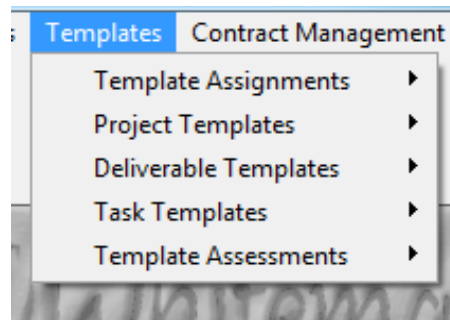 s Templates Contract Management
Template Assignments
Project Templates
Deliverable Templates
Task Templates
Template Assessments